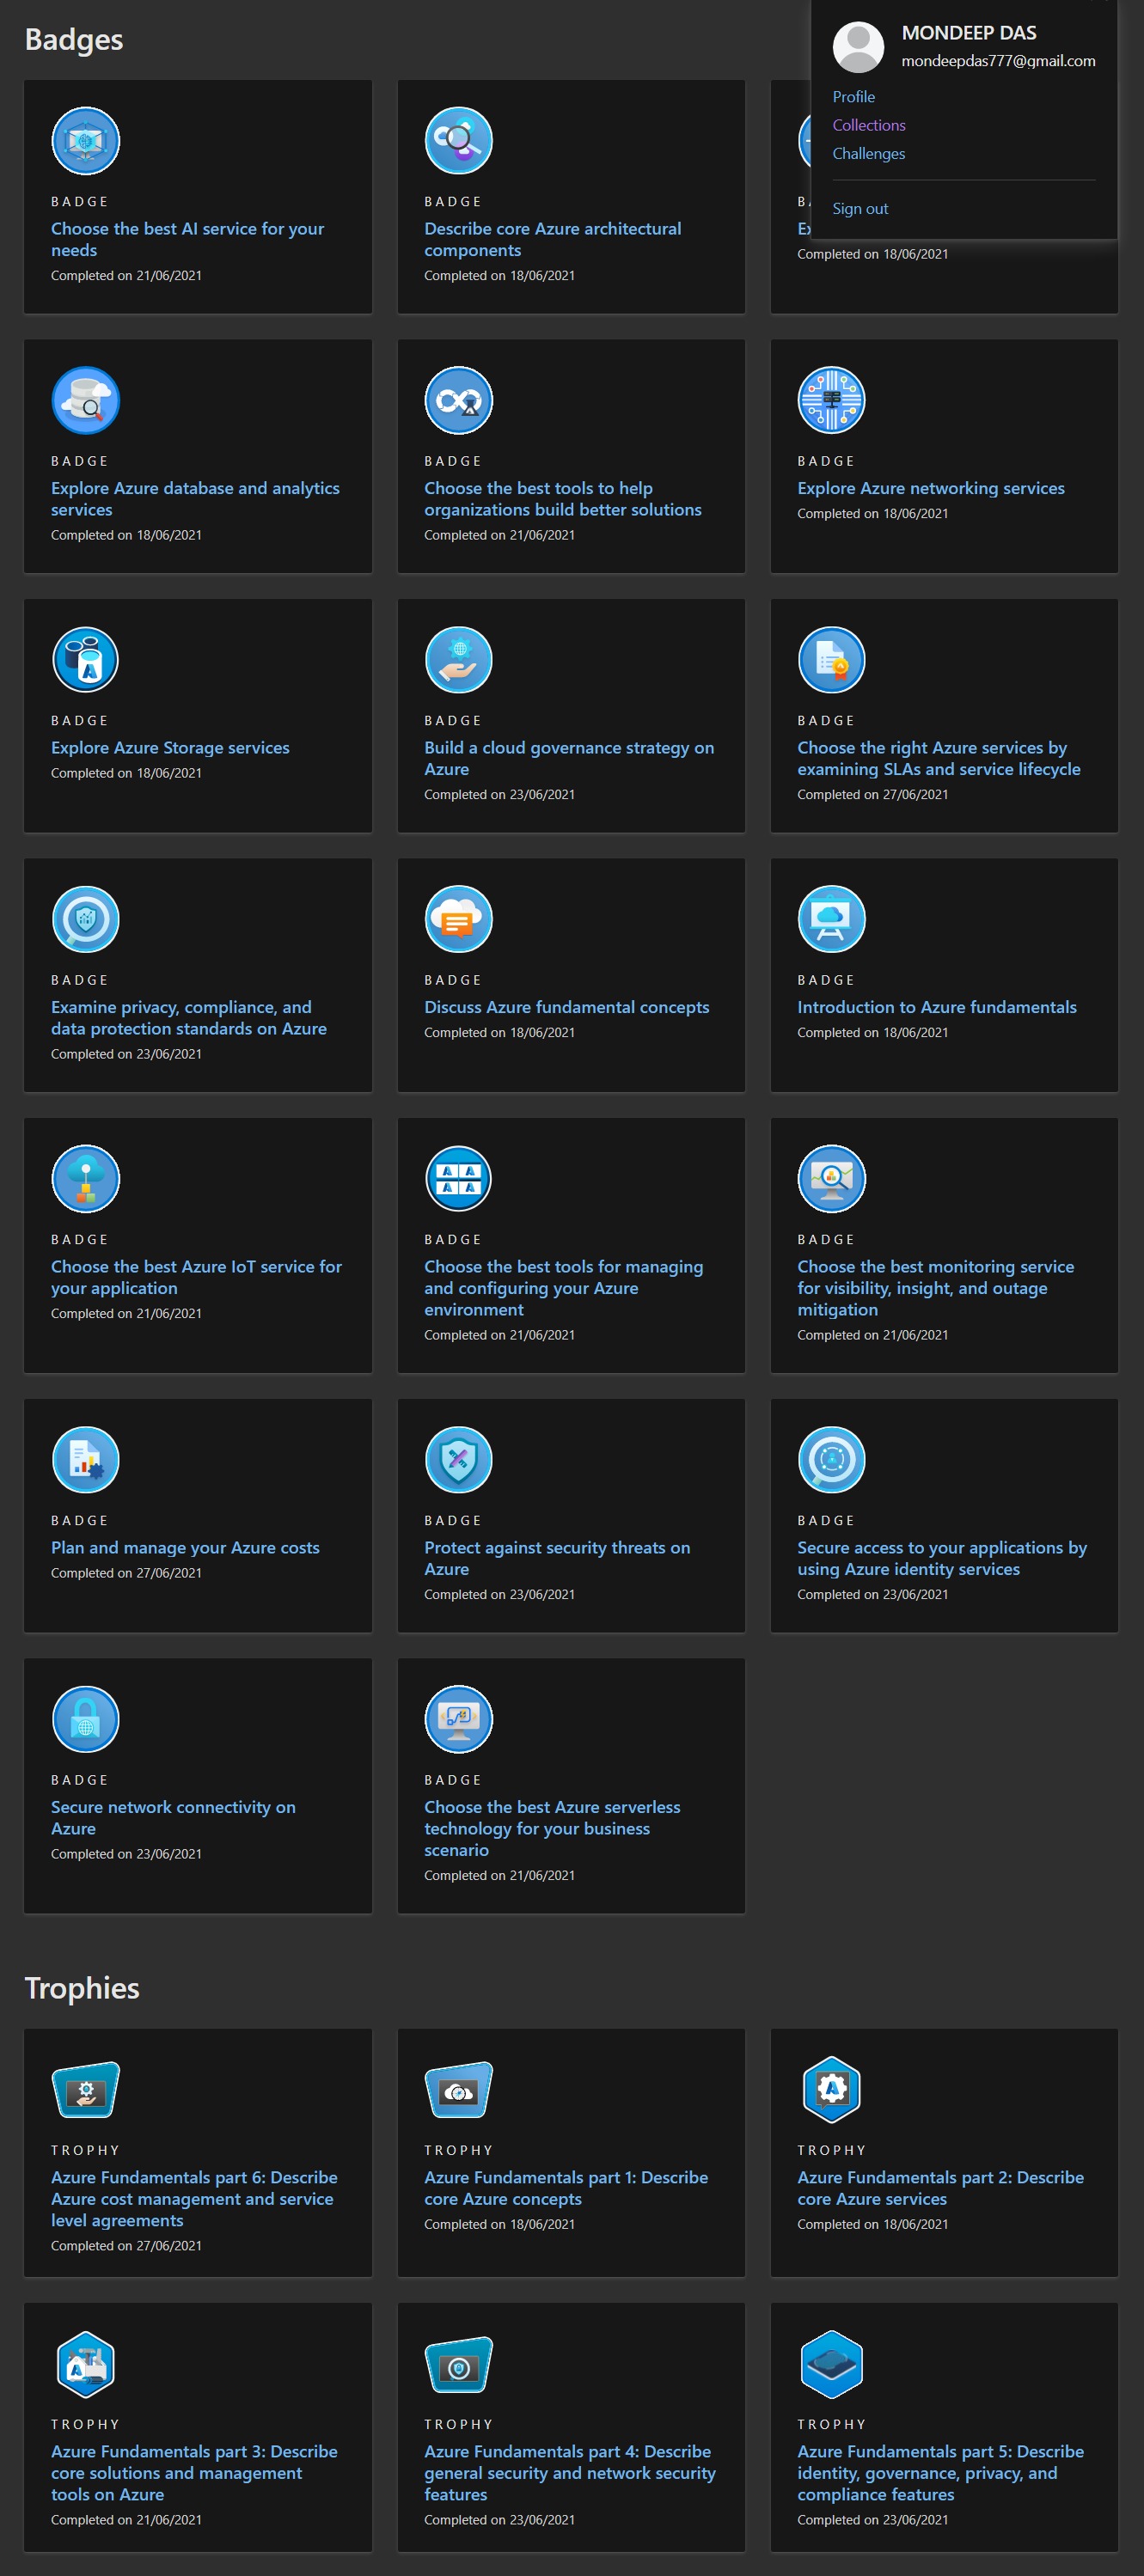 Badges
MONDEEP DAS
mondeepdas777@gmail.com
Profile
Collections
Challenges
Sign out
BADGE
Choose the best AI service for your
needs
Completed on 21/06/2021
BADGE
Describe core Azure architectural
components
Completed on 18/06/2021
Completed on 18/06/2021
BADGE
Explore Azure database and analytics
services
Completed on 18/06/2021
BADGE
Choose the best tools to help
organizations build better solutions
Completed on 21/06/2021
BADGE
Explore Azure networking services
Completed on 18/06/2021
BADGE
Explore Azure Storage services
Completed on 18/06/2021
BADGE
Build a cloud governance strategy on
Azure
Completed on 23/06/2021
BADGE
Choose the right Azure services by
examining SLAs and service lifecycle
Completed on 27/06/2021
BADGE
Examine privacy, compliance, and
data protection standards on Azure
Completed on 23/06/2021
BADGE
Discuss Azure fundamental concepts
Completed on 18/06/2021
BADGE
Introduction to Azure fundamentals
Completed on 18/06/2021
BADGE
Choose the best Azure IoT service for
your application
Completed on 21/06/2021
BADGE
Choose the best tools for managing
and configuring your Azure
environment
Completed on 21/06/2021
BADGE
Choose the best monitoring service
for visibility, insight, and outage
mitigation
Completed on 21/06/2021
BADGE
Plan and manage your Azure costs
Completed on 27/06/2021
BADGE
Protect against security threats on
Azure
Completed on 23/06/2021
BADGE
Secure access to your applications by
using Azure identity services
Completed on 23/06/2021
BADGE
Secure network connectivity on
Azure
Completed on 23/06/2021
BADGE
Choose the best Azure serverless
technology for your business
scenario
Completed on 21/06/2021
Trophies
TROPHY
Azure Fundamentals part 6: Describe
Azure cost management and service
level agreements
Completed on 27/06/2021
TROPHY
Azure Fundamentals part 1: Describe
core Azure concepts
Completed on 18/06/2021
TROPHY
Azure Fundamentals part 2: Describe
core Azure services
Completed on 18/06/2021
TROPHY
Azure Fundamentals part 3: Describe
core solutions and management
tools on Azure
Completed on 21/06/2021
TROPHY
Azure Fundamentals part 4: Describe
general security and network security
features
Completed on 23/06/2021
TROPHY
Azure Fundamentals part 5: Describe
identity, governance, privacy, and
compliance features
Completed on 23/06/2021